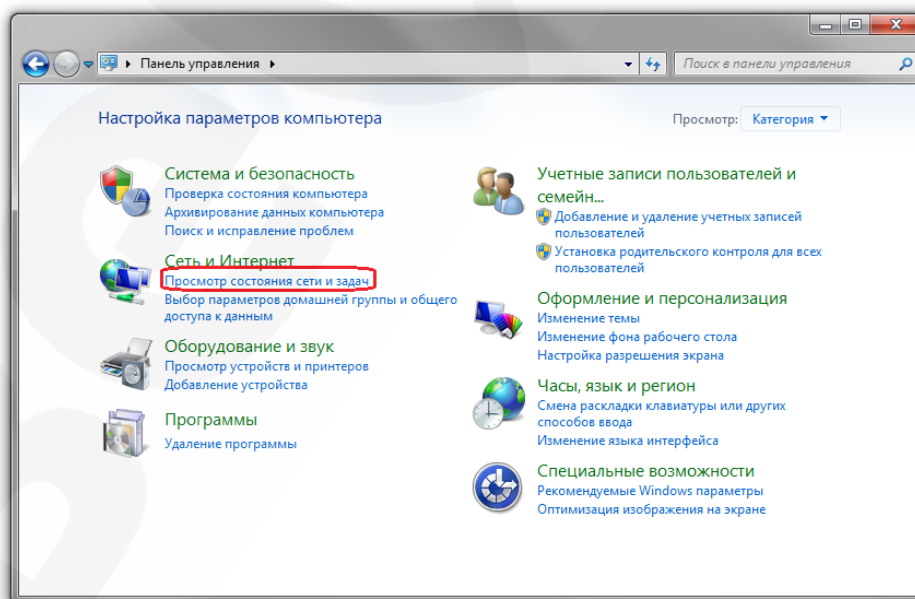 Панель управления
Поиск в панели управления
Настройка параметров компьютера
Просмотр: Категория
Система и безопасность
Проверка состояния компьютера
Архивирование данных компьютера
Поиск и исправление проблем
Сеть и Интернет
Просмотр состояния сети и задач
Выбор параметров домашней группы и общего
доступа к данным
Оборудование и звук
Просмотр устройств и принтеров
Добавление устройства
Программы
Удаление программы
Учетные записи пользователей и
семейн...
Добавление и удаление учетных записей
пользователей
Установка родительского контроля для всех
пользователей
Оформление и персонализация
Изменение темы
Изменение фона рабочего стола
Настройка разрешения экрана
Часы, язык и регион
Смена раскладки клавиатуры или других
способов ввода
Изменение языка интерфейса
Специальные возможности
Рекомендуемые Windows параметры
Оптимизация изображения на экране